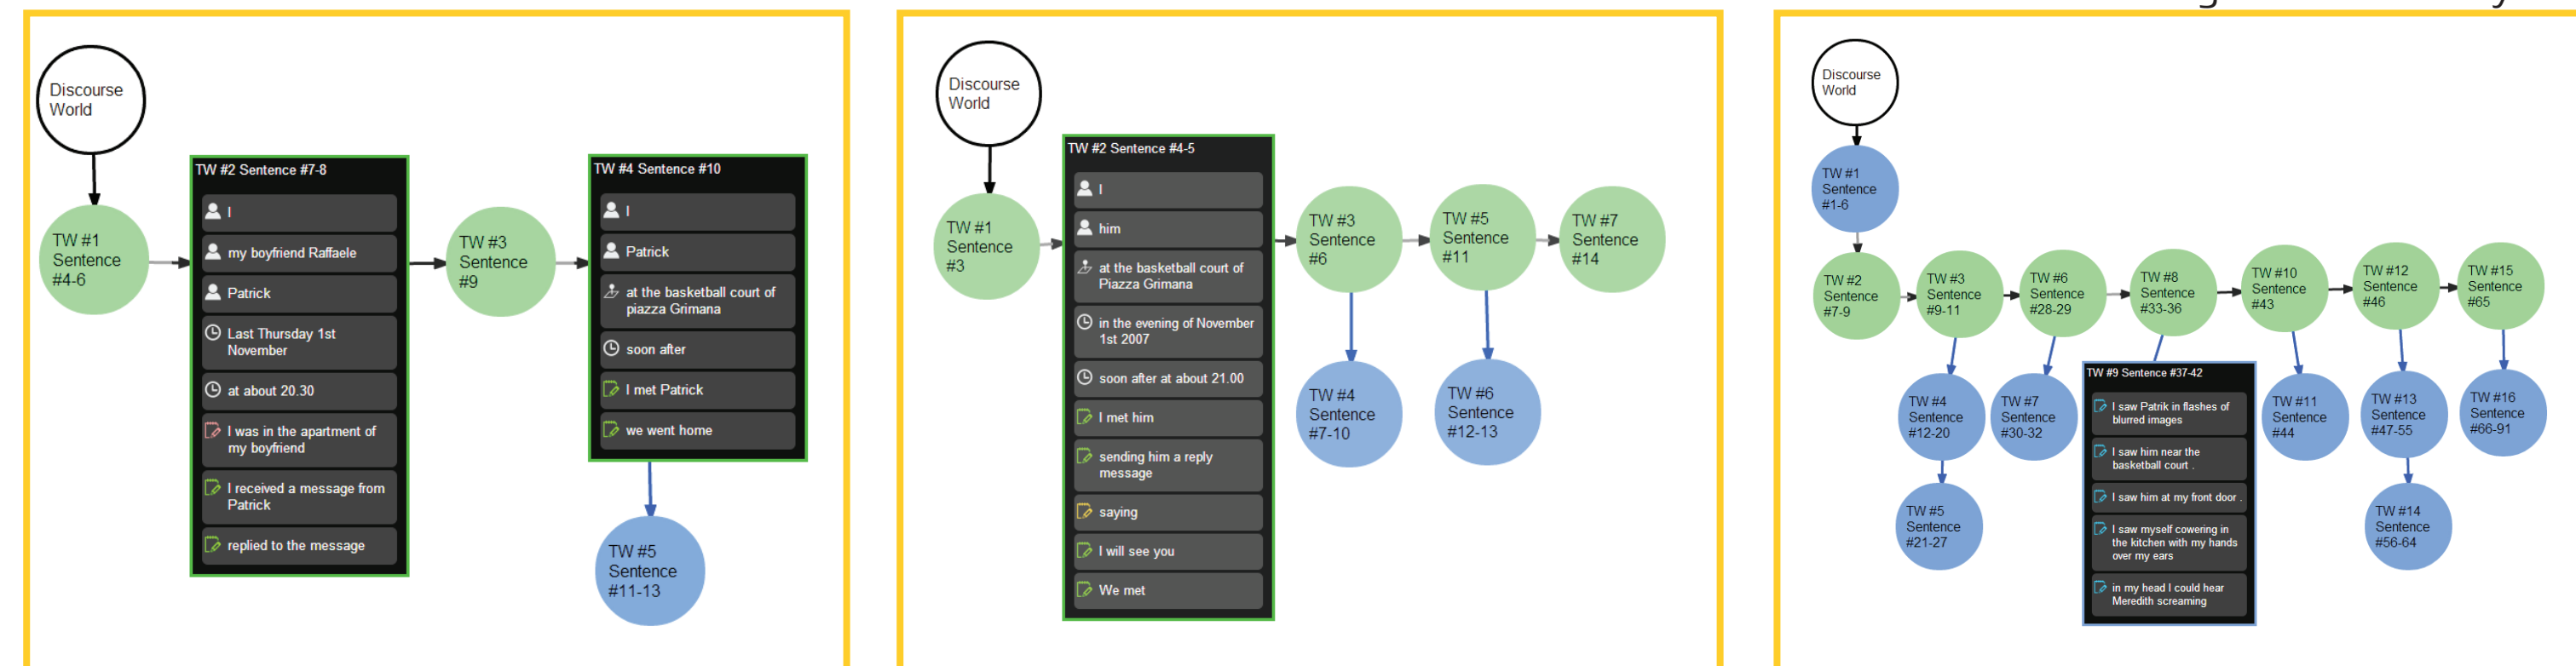 Discourse
World
TW #1
Sentence
#4-6
TW #2 Sentence #7-8
I
my boyfriend Raffaele
Patrick
Last Thursday 1st
November
at about 20.30
I was in the apartment of
my boyfriend
I received a message from
Patrick
replied to the message
TW #3
Sentence
#9
TW #4 Sentence #10
I
Patrick
at the basketball court of
piazza Grimana
soon after
I met Patrick
we went home
TW #5
Sentence
#11-13
Discourse
World
TW #1
Sentence
#3
TW #2 Sentence #4-5
I
him
at the basketball court of
Piazza Grimana
in the evening of November
1st 2007
soon after at about 21.00
I met him
sending him a reply
message
saying
I will see you
We met
TW #3
Sentence
#6
TW #4
Sentence
#7-10
TW #5
Sentence
#11
TW #6
Sentence
#12-13
TW #7
Sentence
#14
Discourse
World
TW #1
Sentence
#1-6
TW #2
Sentence
#7-9
TW #3
Sentence
#9-11
TW #4
Sentence
#12-20
TW #5
Sentence
#21-27
TW #6
Sentence
#28-29
TW #7
Sentence
#30-32
TW #8
Sentence
#33-36
TW #9 Sentence #37-42
I saw Patrik in flashes of
blurred images
I saw him near the
basketball court .
I saw him at my front door .
I saw myself cowering in
the kitchen with my hands
over my ears
in my head I could hear
Meredith screaming
TW #10
Sentence
#43
TW #11
Sentence
#44
TW #12
Sentence
#46
TW #13
Sentence
#47-55
TW #14
Sentence
#56-64
TW #15
Sentence
#65
TW #16
Sentence
#66-91